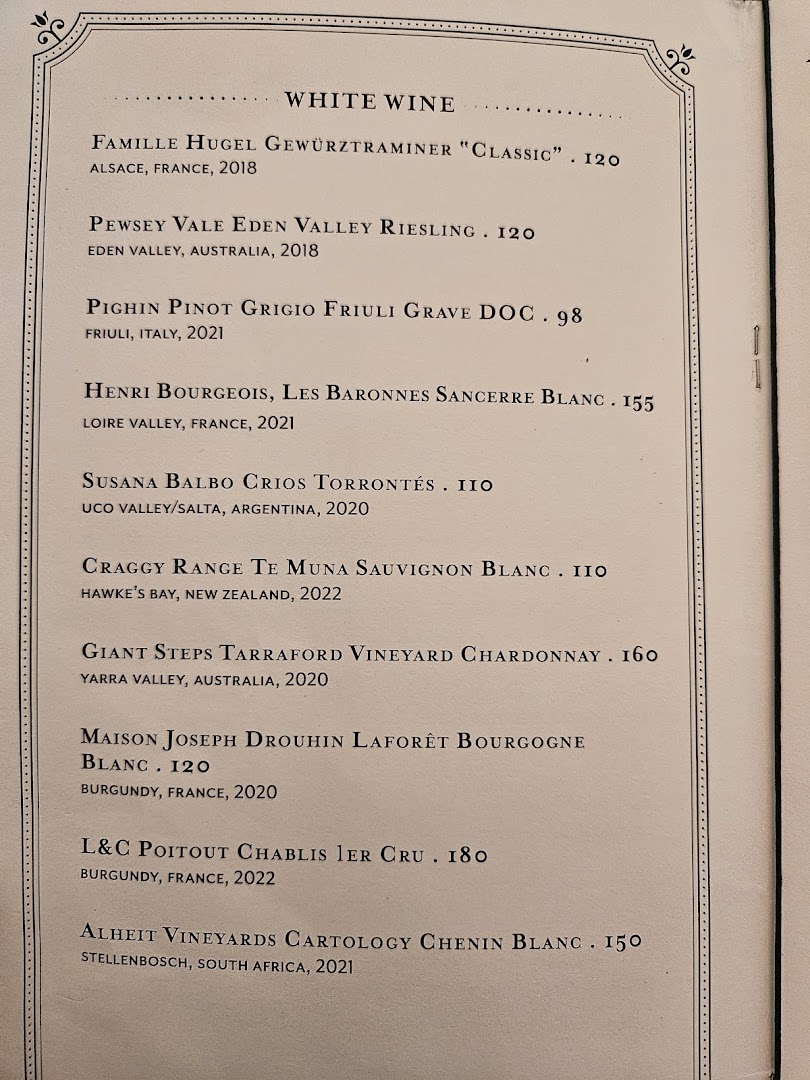 WHITE WINE
FAMILLE HUGEL GEWÜRZTRAMINER "CLASSIC" . 120
ALSACE, FRANCE, 2018
PEWSEY VALE EDEN VALLEY RIESLING . 120
EDEN VALLEY, AUSTRALIA, 2018
PIGHIN PINOT GRIGIO FRIULI GRAVE DOC . 98
FRIULI, ITALY, 2021
HENRI BOURGEOIS, LES BARONNES SANCERRE BLANC . 155
LOIRE VALLEY, FRANCE, 2021
SUSANA BALBO CRIOS TORRONTÉS . 110
UCO VALLEY/SALTA, ARGENTINA, 2020
CRAGGY RANGE TE MUNA SAUVIGNON BLANC . 110
HAWKE'S BAY, NEW ZEALAND, 2022
GIANT STEPS TARRAFORD VINEYARD CHARDONNAY . 160
YARRA VALLEY, AUSTRALIA, 2020
MAISON JOSEPH DROUHIN LAFORÊT BOURGOGNE
BLANC . 120
BURGUNDY, FRANCE, 2020
L&C POITOUT CHABLIS 1ER CRU . 180
BURGUNDY, FRANCE, 2022
ALHEIT VINEYARDS CARTOLOGY CHENIN BLANC . 150
STELLENBOSCH, SOUTH AFRICA, 2021